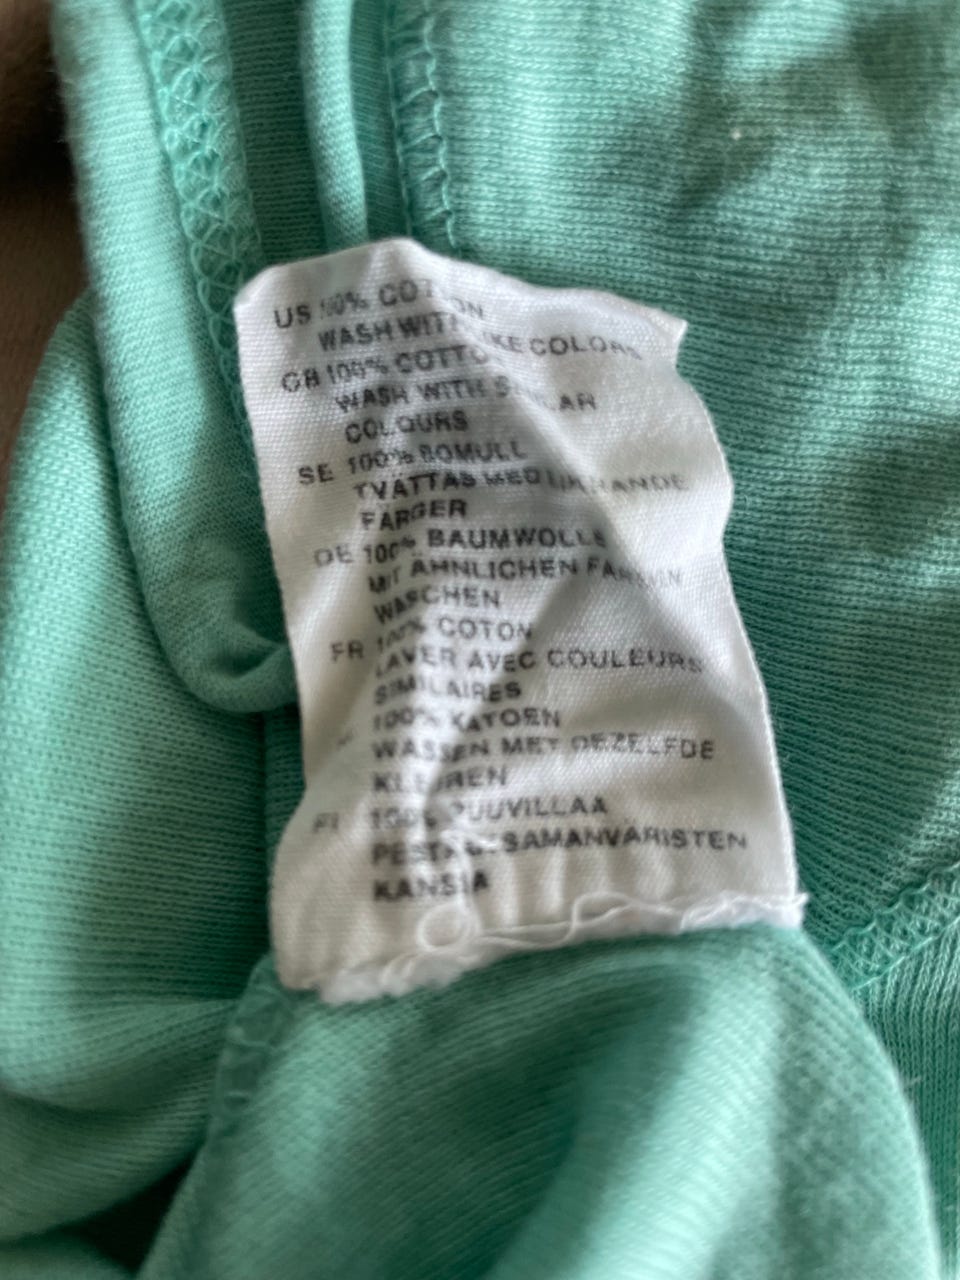 US 100% COTTON
WASH WITH LIKE COLORS
GB 100% COTTON
WASH WITH SIMILAR
COLOURS
SE 100% BOMULL
TVÄTTAS MED LIKNANDE
FÄRGER
DE 100% BAUMWOLLE
MIT ÄHNLICHEN FARBEN
WASCHEN
FR 100% COTON
LAVER AVEC COULEURS
SIMILAIRES
100% KATOEN
WASSEN MET DEZELFDE
KLEUREN
FI 100% PUUVILLAA
PESTÄVÄ SAMANVÄRISTEN
KANSSA